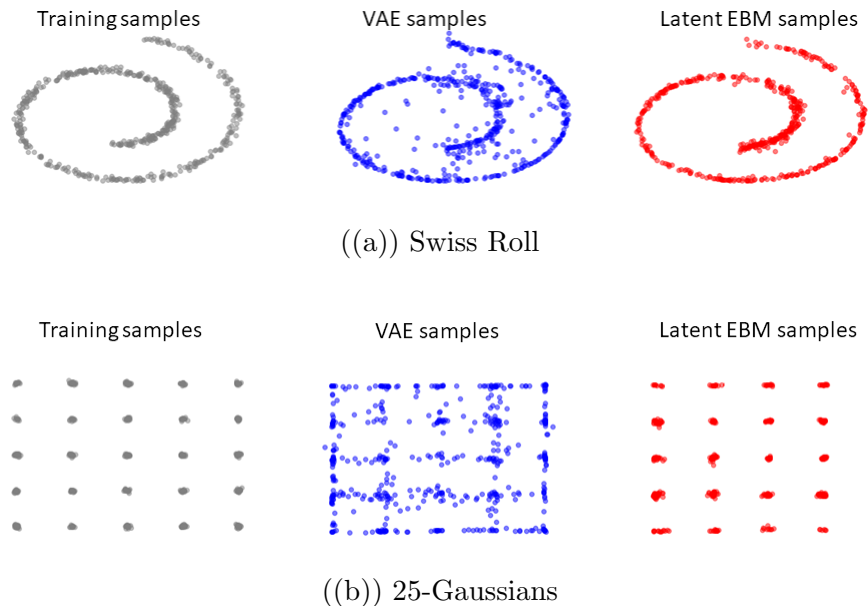 Training samples VAE samples Latent EBM samples
((a)) Swiss Roll
Training samples VAE samples Latent EBM samples
((b)) 25-Gaussians